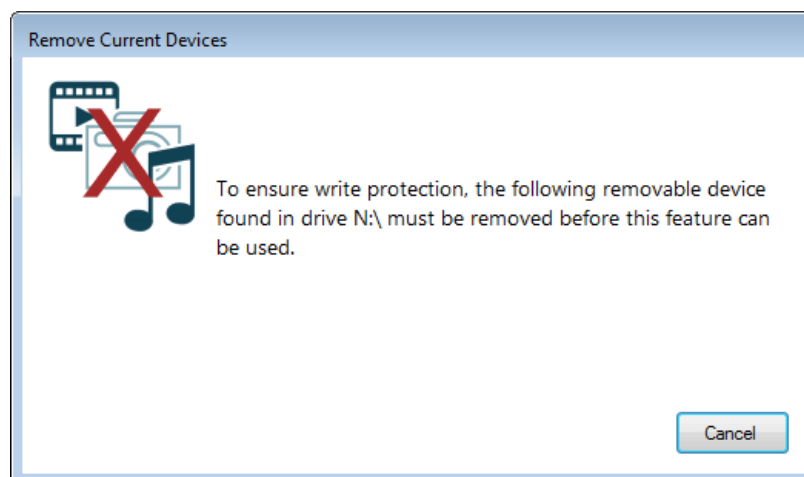 Remove Current Devices
To ensure write protection, the following removable device
found in drive N:\ must be removed before this feature can
be used.
Cancel